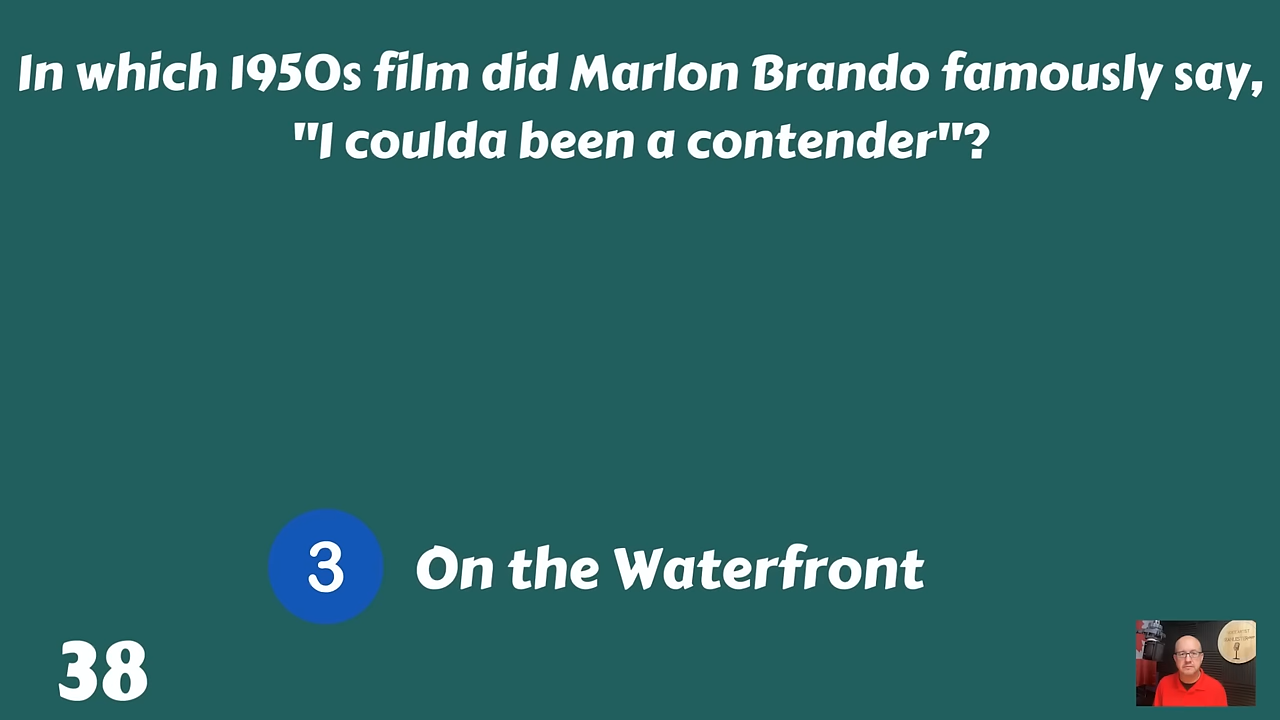 In which 1950s film did Marlon Brando famously say,
"I coulda been a contender"?
3 On the Waterfront
38